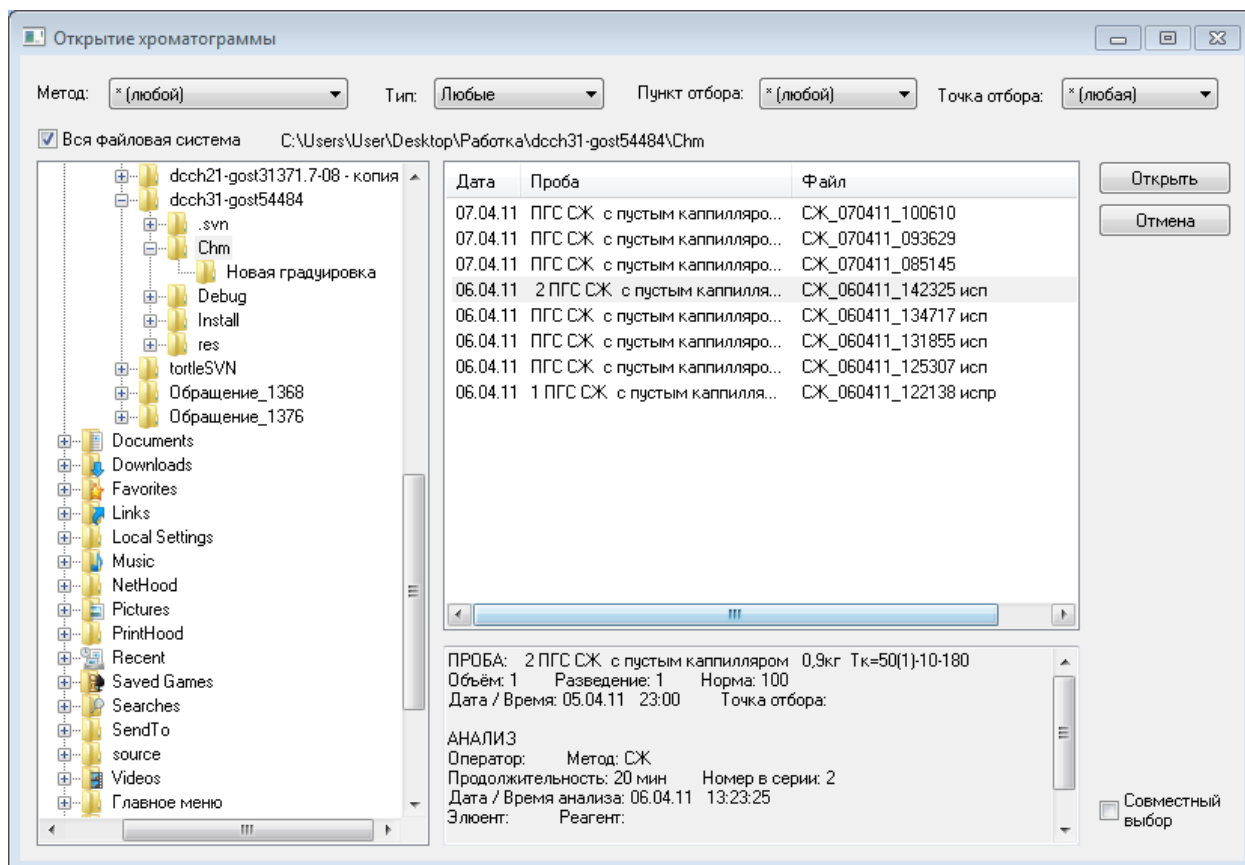 Открытие хроматограммы
Метод: * (любой) Тип: Любые Пункт отбора: * (любой) Точка отбора: * (любая)
Вся файловая система C:\Users\User\Desktop\Работка\dcch31-gost54484\Chm
dcch21-gost31371.7-08 - копия
dcch31-gost54484
.svn
Chm
Новая градуировка
Debug
Install
res
tortleSVN
Обращение_1368
Обращение_1376
Documents
Downloads
Favorites
Links
Local Settings
Music
NetHood
Pictures
PrintHood
Recent
Saved Games
Searches
SendTo
source
Videos
Главное меню
Дата Проба Файл
07.04.11 ПГС СЖ с пустым каппилляро... СЖ_070411_100610
07.04.11 ПГС СЖ с пустым каппилляро... СЖ_070411_093629
07.04.11 ПГС СЖ с пустым каппилляро... СЖ_070411_085145
06.04.11 2 ПГС СЖ с пустым каппилля... СЖ_060411_142325 исп
06.04.11 ПГС СЖ с пустым каппилляро... СЖ_060411_134717 исп
06.04.11 ПГС СЖ с пустым каппилляро... СЖ_060411_131855 исп
06.04.11 ПГС СЖ с пустым каппилляро... СЖ_060411_125307 исп
06.04.11 1 ПГС СЖ с пустым каппилля... СЖ_060411_122138 испр
ПРОБА: 2 ПГС СЖ с пустым каппилляром 0,9кг Тк=50(1)-10-180
Объём: 1 Разведение: 1 Норма: 100
Дата / Время: 05.04.11 23:00 Точка отбора:
АНАЛИЗ
Оператор: Метод: СЖ
Продолжительность: 20 мин Номер в серии: 2
Дата / Время анализа: 06.04.11 13:23:25
Элюент: Реагент:
Открыть
Отмена
Совместный
выбор